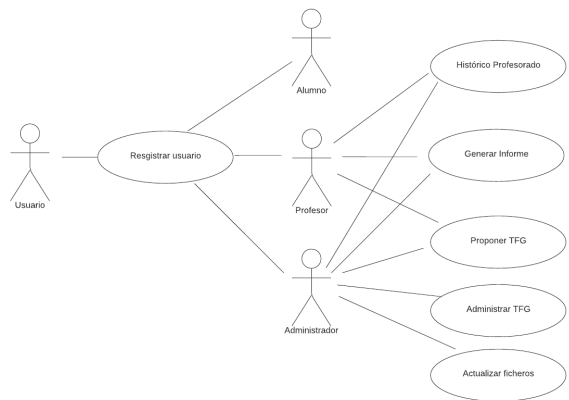 Alumno
Histórico Profesorado
Usuario
Resgistrar usuario
Profesor
Generar Informe
Proponer TFG
Administrador
Administrar TFG
Actualizar ficheros